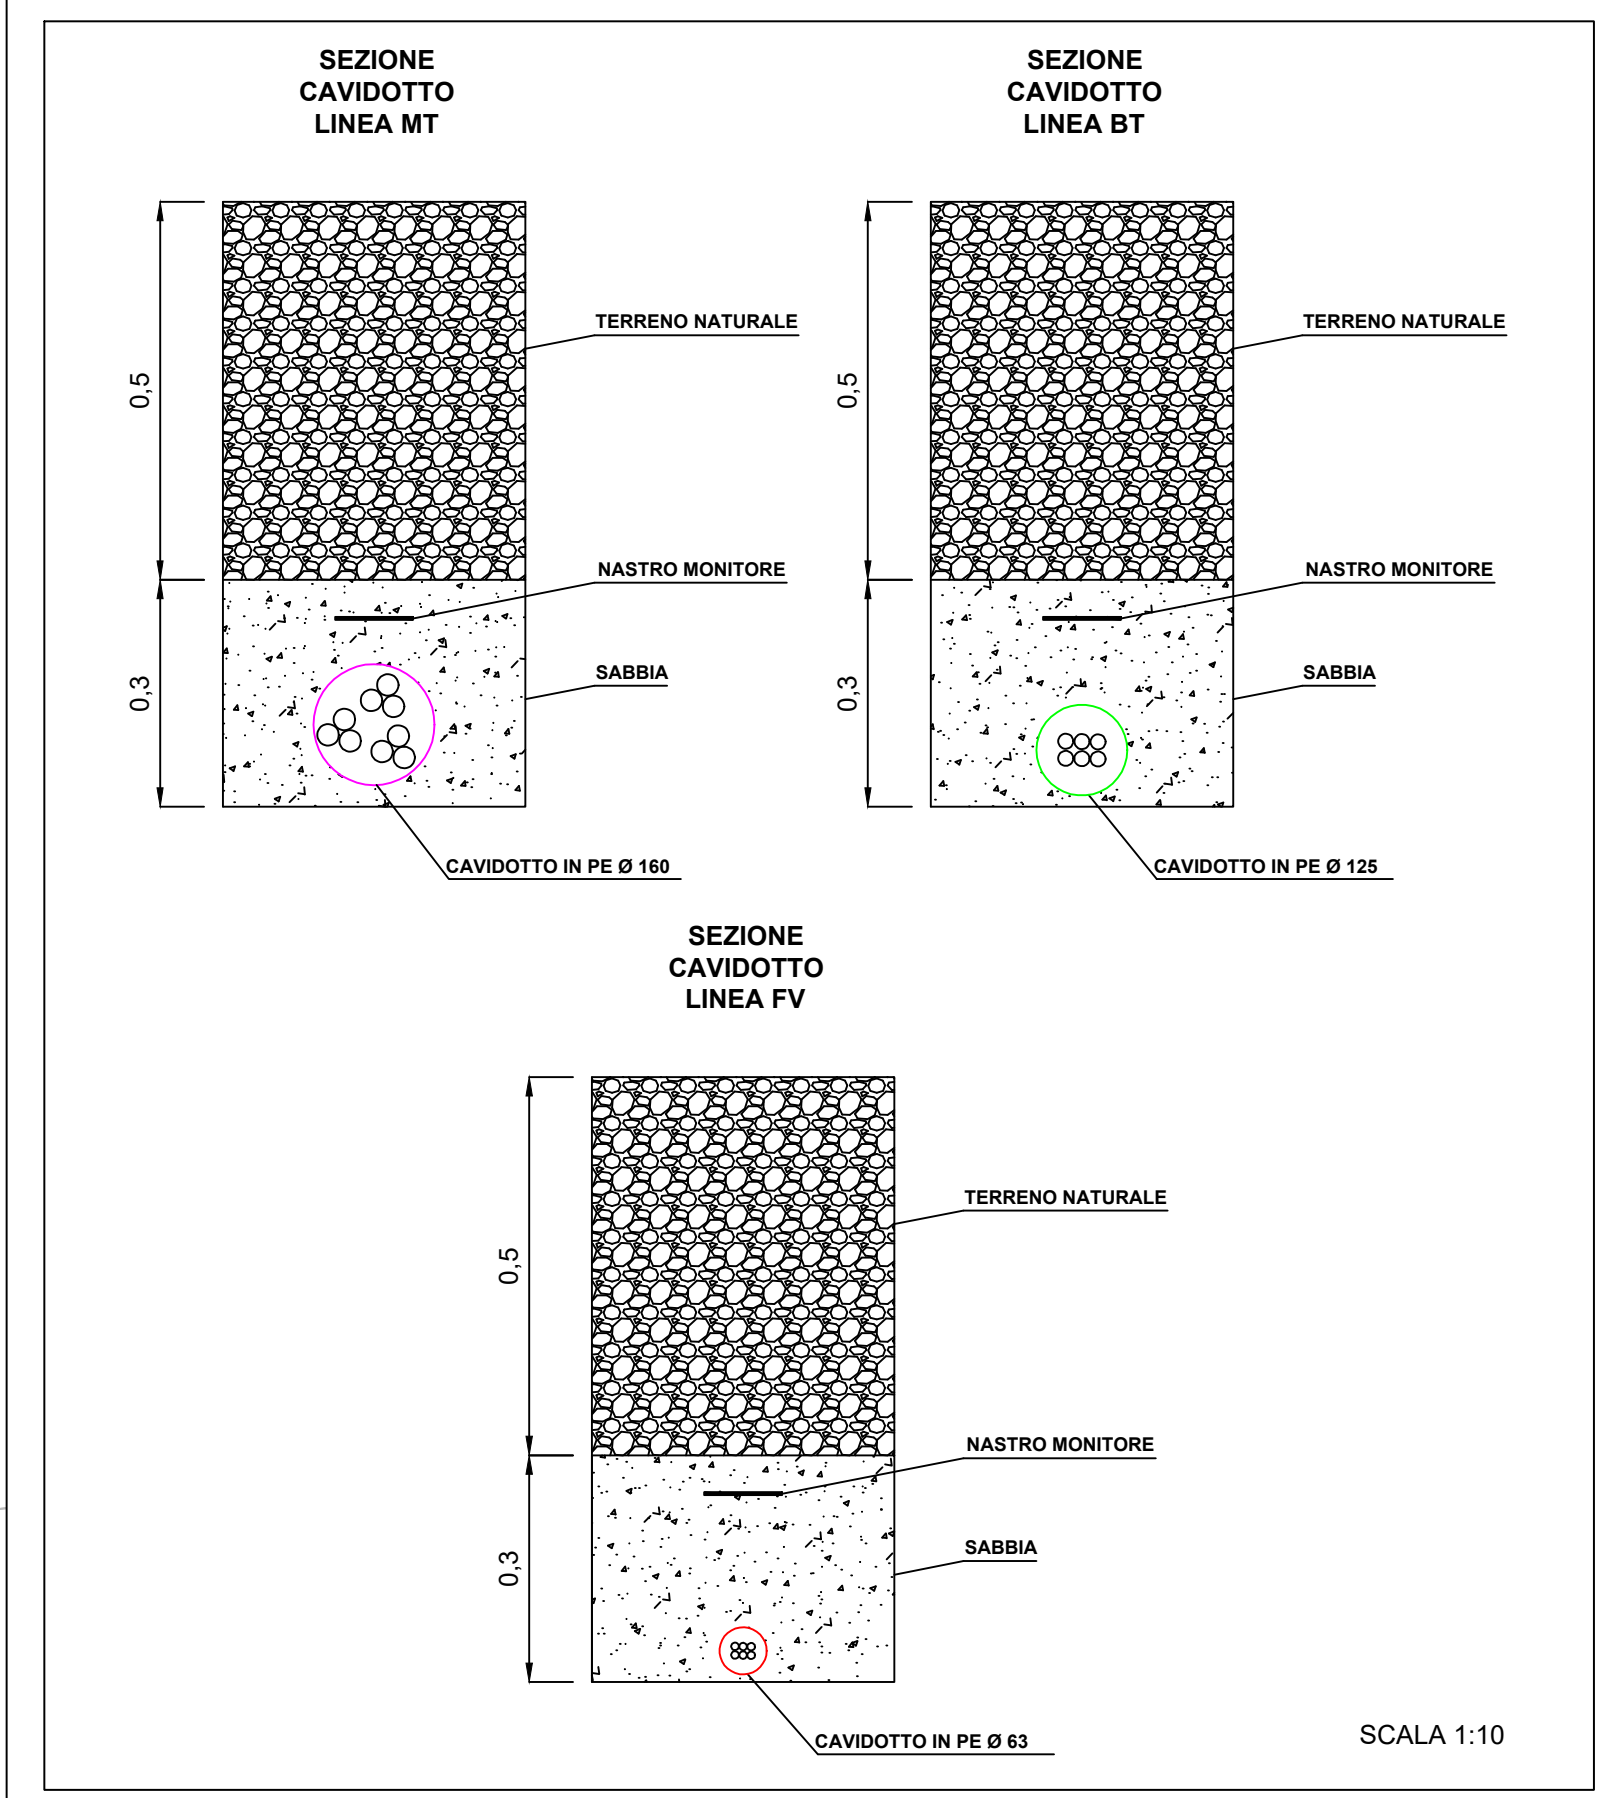 SEZIONE
CAVIDOTTO
LINEA MT
0,5
0,3
TERRENO NATURALE
NASTRO MONITORE
SABBIA
CAVIDOTTO IN PE Ø 160
SEZIONE
CAVIDOTTO
LINEA BT
0,5
0,3
TERRENO NATURALE
NASTRO MONITORE
SABBIA
CAVIDOTTO IN PE Ø 125
SEZIONE
CAVIDOTTO
LINEA FV
0,5
0,3
TERRENO NATURALE
NASTRO MONITORE
SABBIA
CAVIDOTTO IN PE Ø 63
SCALA 1:10